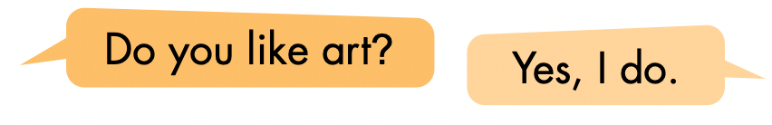 Do you like art?
Yes, I do.